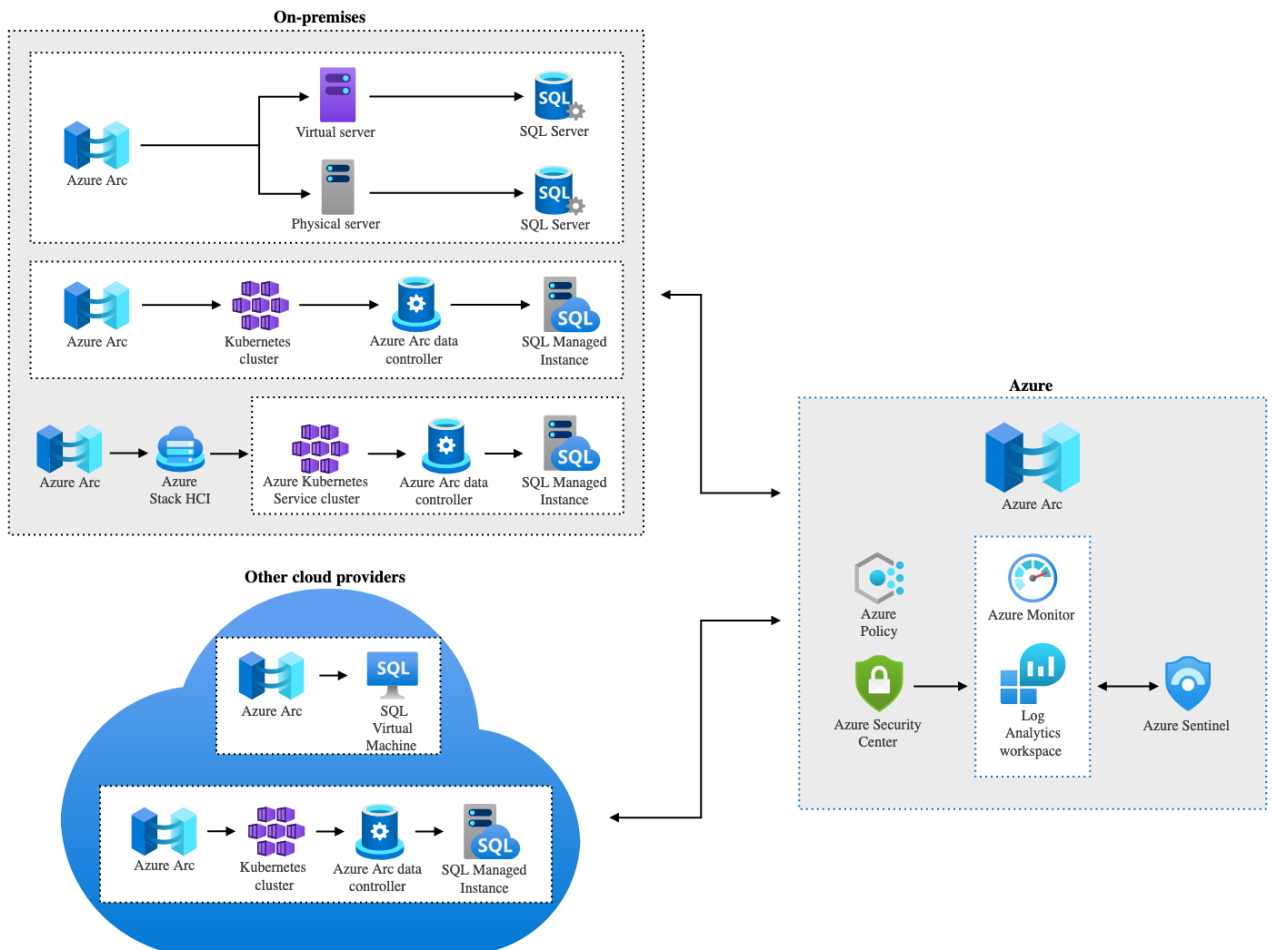 On-premises
Virtual server
SQL
SQL Server
Azure Arc
Physical server
SQL
SQL Server
Azure Arc
Kubernetes
cluster
Azure Arc data
controller
SQL
SQL Managed
Instance
Azure Arc
Azure
Stack HCI
Azure Kubernetes
Service cluster
Azure Arc data
controller
SQL
SQL Managed
Instance
Other cloud providers
Azure Arc
SQL
SQL
Virtual
Machine
Azure Arc
Kubernetes
cluster
Azure Arc data
controller
SQL
SQL Managed
Instance
Azure
Azure Arc
Azure
Policy
Azure Monitor
Azure Security
Center
Log
Analytics
workspace
Azure Sentinel